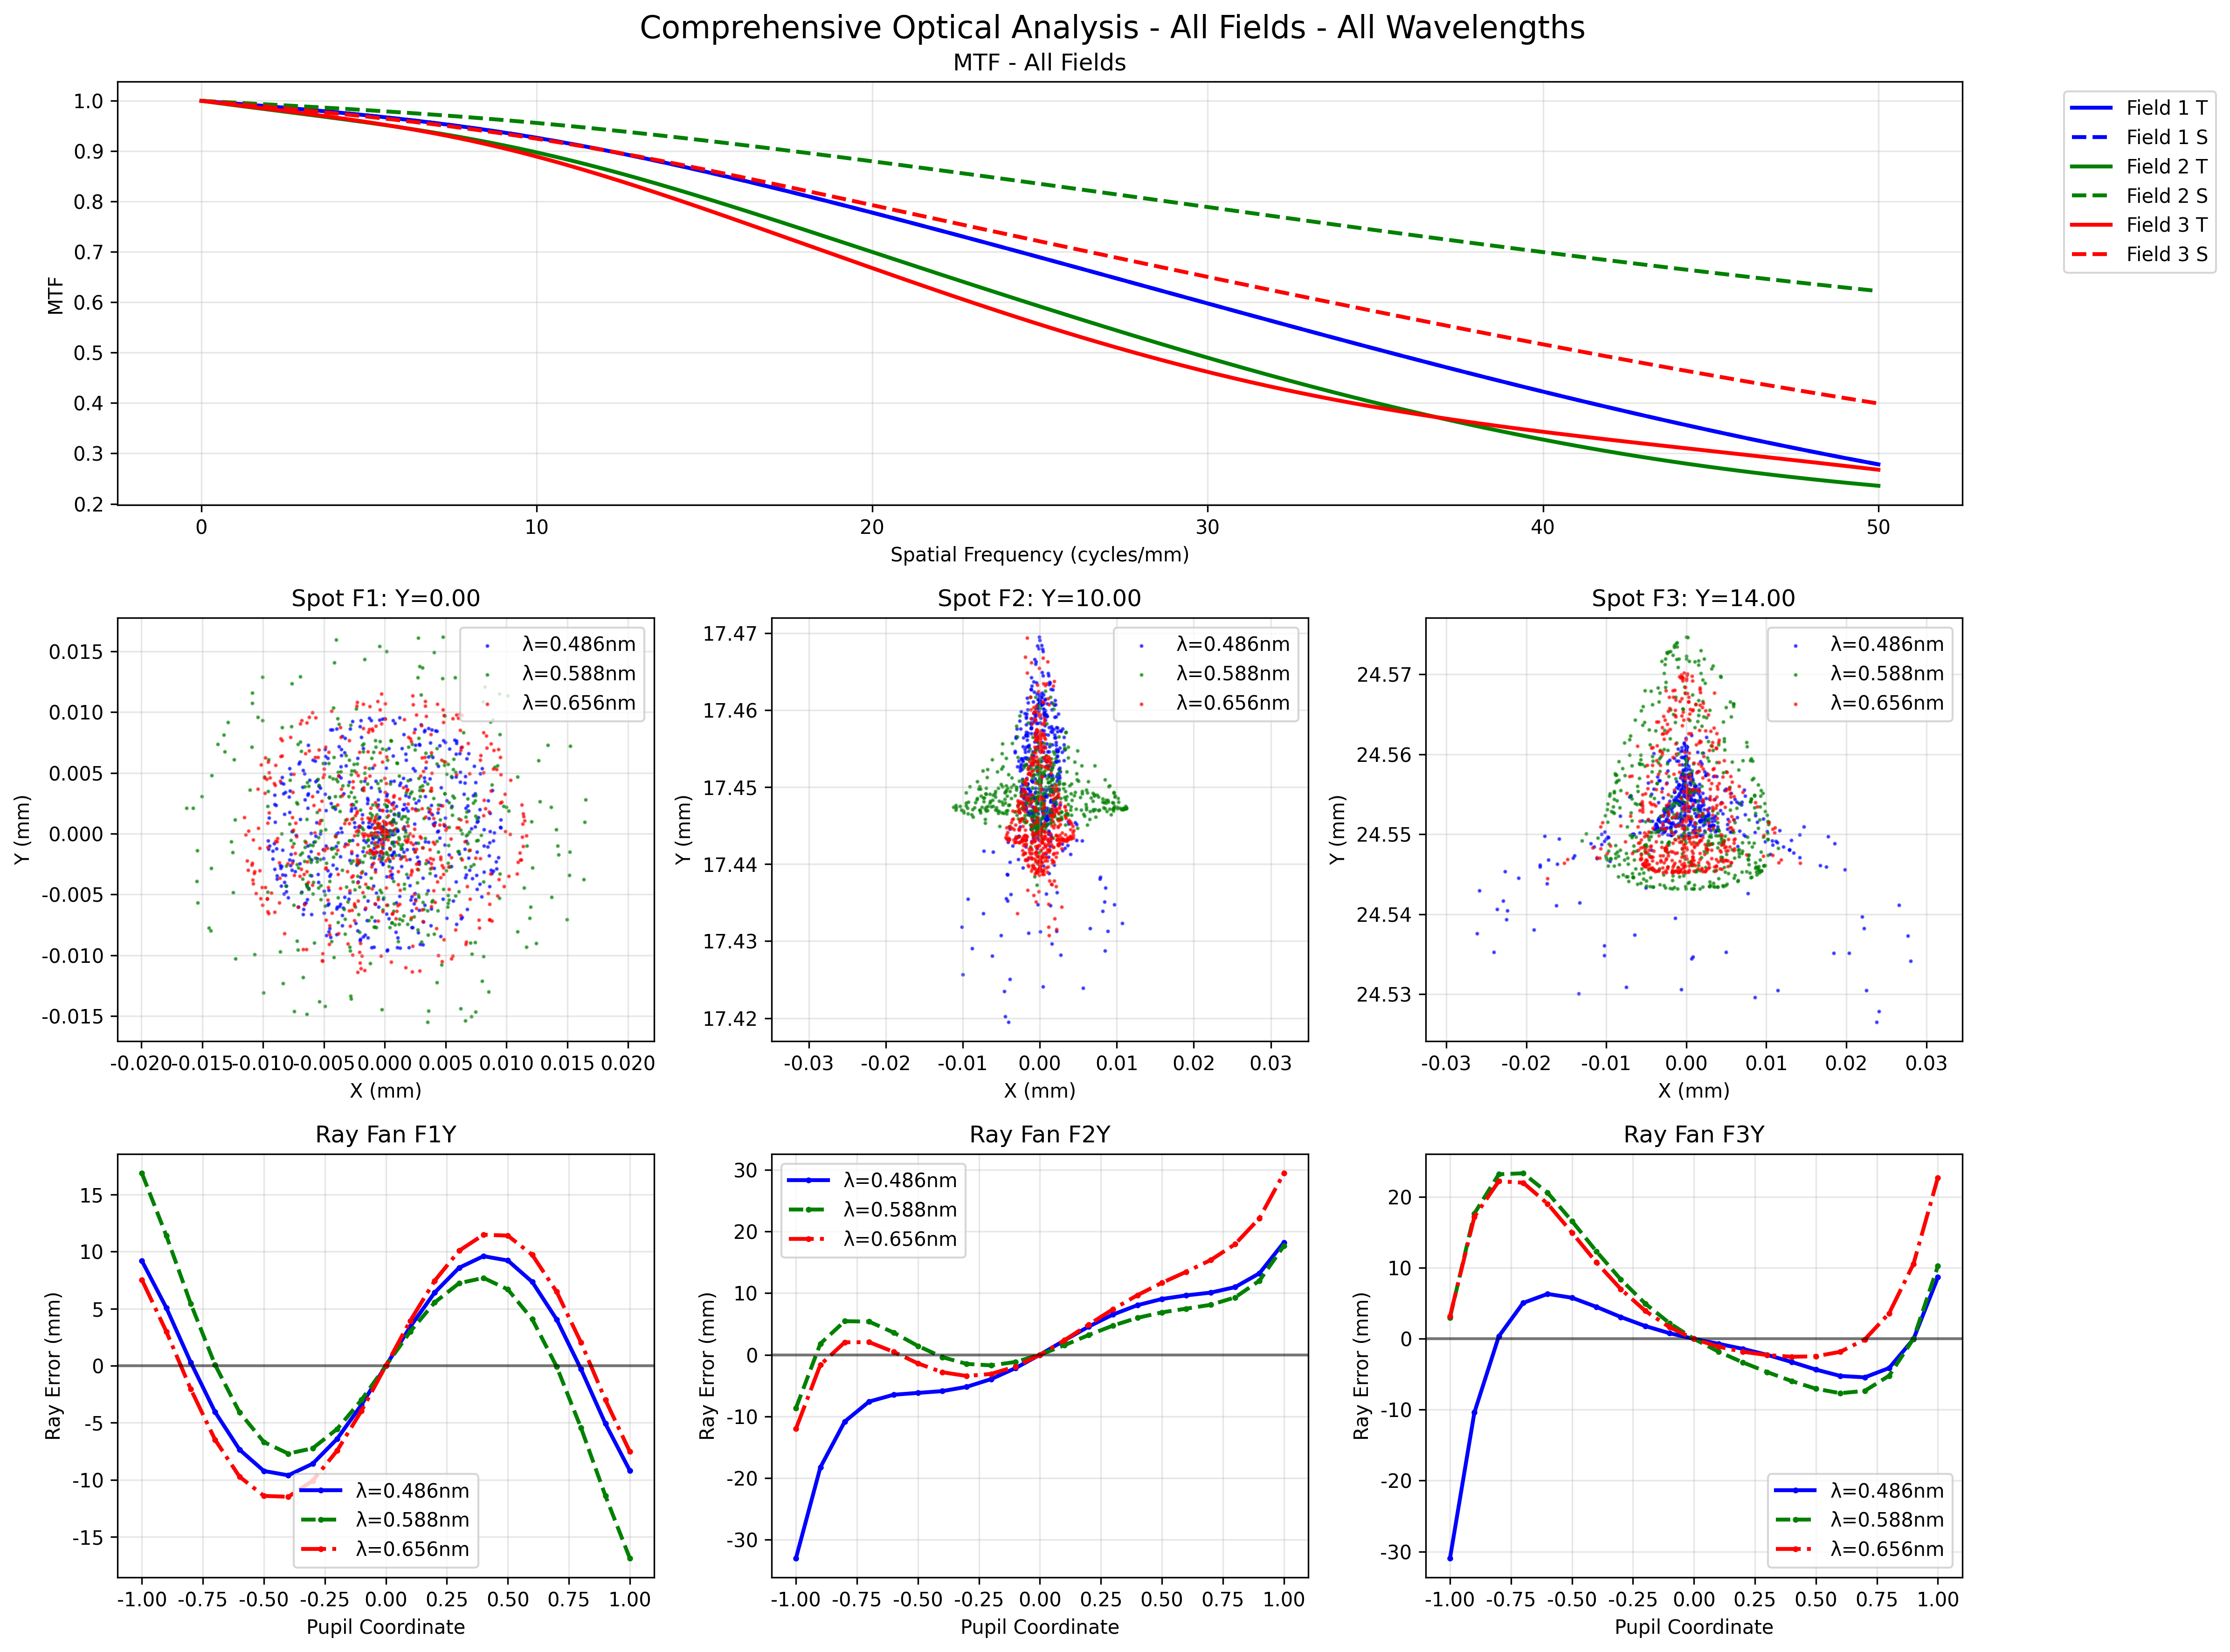 Comprehensive Optical Analysis - All Fields - All Wavelengths
MTF - All Fields
MTF
1.0
0.9
0.8
0.7
0.6
0.5
0.4
0.3
0.2
0 10 20 30 40 50
Spatial Frequency (cycles/mm)
Field 1 T
Field 1 S
Field 2 T
Field 2 S
Field 3 T
Field 3 S
Spot F1: Y=0.00
Y (mm)
0.015
0.010
0.005
0.000
-0.005
-0.010
-0.015
-0.020 -0.015 -0.010 -0.005 0.000 0.005 0.010 0.015 0.020
X (mm)
λ=0.486nm
λ=0.588nm
λ=0.656nm
Spot F2: Y=10.00
Y (mm)
17.47
17.46
17.45
17.44
17.43
17.42
-0.03 -0.02 -0.01 0.00 0.01 0.02 0.03
X (mm)
λ=0.486nm
λ=0.588nm
λ=0.656nm
Spot F3: Y=14.00
Y (mm)
24.57
24.56
24.55
24.54
24.53
-0.03 -0.02 -0.01 0.00 0.01 0.02 0.03
X (mm)
λ=0.486nm
λ=0.588nm
λ=0.656nm
Ray Fan F1Y
Ray Error (mm)
15
10
5
0
-5
-10
-15
-1.00 -0.75 -0.50 -0.25 0.00 0.25 0.50 0.75 1.00
Pupil Coordinate
λ=0.486nm
λ=0.588nm
λ=0.656nm
Ray Fan F2Y
Ray Error (mm)
30
20
10
0
-10
-20
-30
-1.00 -0.75 -0.50 -0.25 0.00 0.25 0.50 0.75 1.00
Pupil Coordinate
λ=0.486nm
λ=0.588nm
λ=0.656nm
Ray Fan F3Y
Ray Error (mm)
20
10
0
-10
-20
-30
-1.00 -0.75 -0.50 -0.25 0.00 0.25 0.50 0.75 1.00
Pupil Coordinate
λ=0.486nm
λ=0.588nm
λ=0.656nm